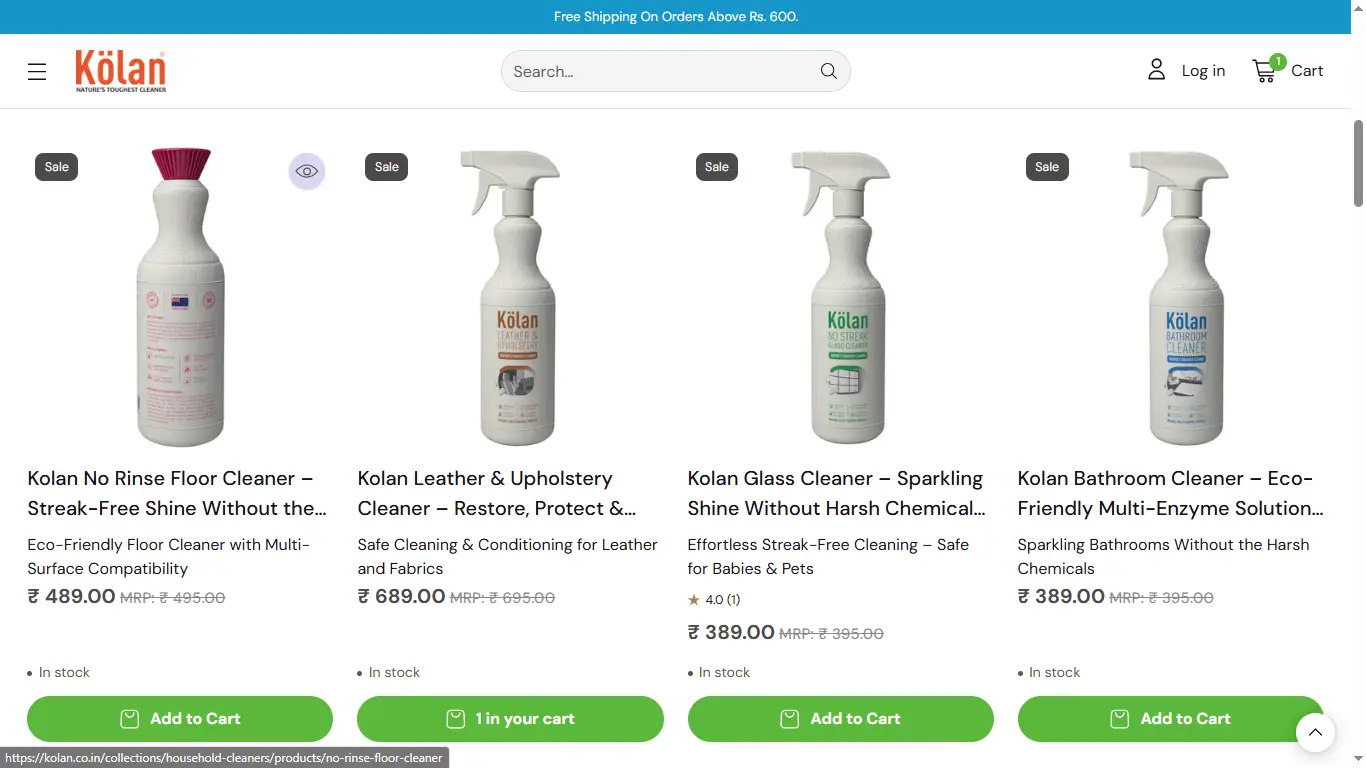 Free Shipping On Orders Above Rs. 600.
Kölan
NATURE'S TOUGHEST CLEANER
Search...
Log in
1
Cart
Sale
Sale
Sale
Sale
Kölan
LEATHER &
UPHOLSTERY
Kölan
NO STREAK
GLASS CLEANER
Kölan
BATHROOM
CLEANER
Kolan No Rinse Floor Cleaner –
Streak-Free Shine Without the...
Eco-Friendly Floor Cleaner with Multi-
Surface Compatibility
₹ 489.00 MRP: ₹ 495.00
In stock
Add to Cart
Kolan Leather & Upholstery
Cleaner – Restore, Protect &...
Safe Cleaning & Conditioning for Leather
and Fabrics
₹ 689.00 MRP: ₹ 695.00
In stock
1 in your cart
Kolan Glass Cleaner – Sparkling
Shine Without Harsh Chemical...
Effortless Streak-Free Cleaning – Safe
for Babies & Pets
★ 4.0 (1)
₹ 389.00 MRP: ₹ 395.00
In stock
Add to Cart
Kolan Bathroom Cleaner – Eco-
Friendly Multi-Enzyme Solution...
Sparkling Bathrooms Without the Harsh
Chemicals
₹ 389.00 MRP: ₹ 395.00
In stock
Add to Cart
https://kolan.co.in/collections/household-cleaners/products/no-rinse-floor-cleaner